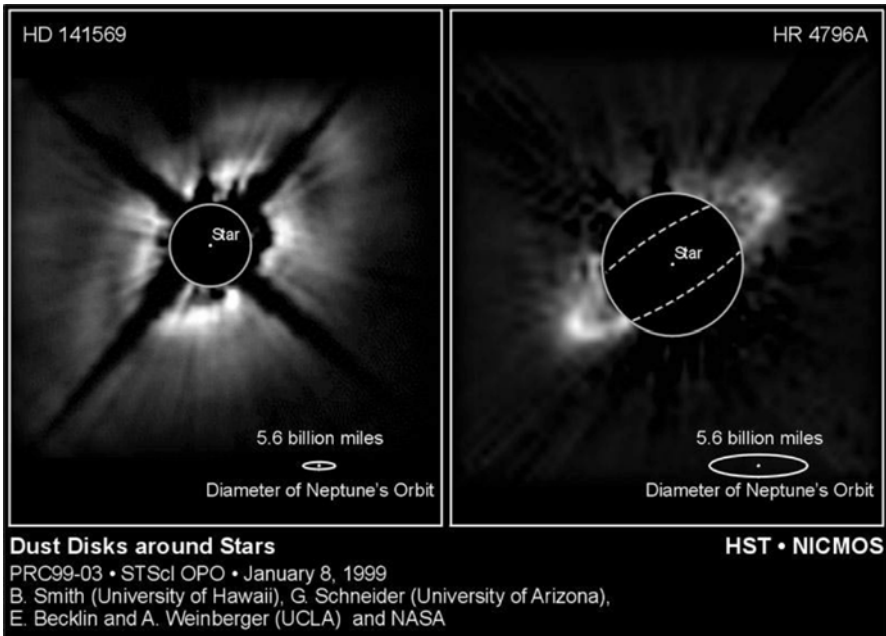 HD 141569
Star
5.6 billion miles
Diameter of Neptune's Orbit
HR 4796A
Star
5.6 billion miles
Diameter of Neptune's Orbit
Dust Disks around Stars
HST • NICMOS
PRC99-03 • STScI OPO • January 8, 1999
B. Smith (University of Hawaii), G. Schneider (University of Arizona),
E. Becklin and A. Weinberger (UCLA) and NASA